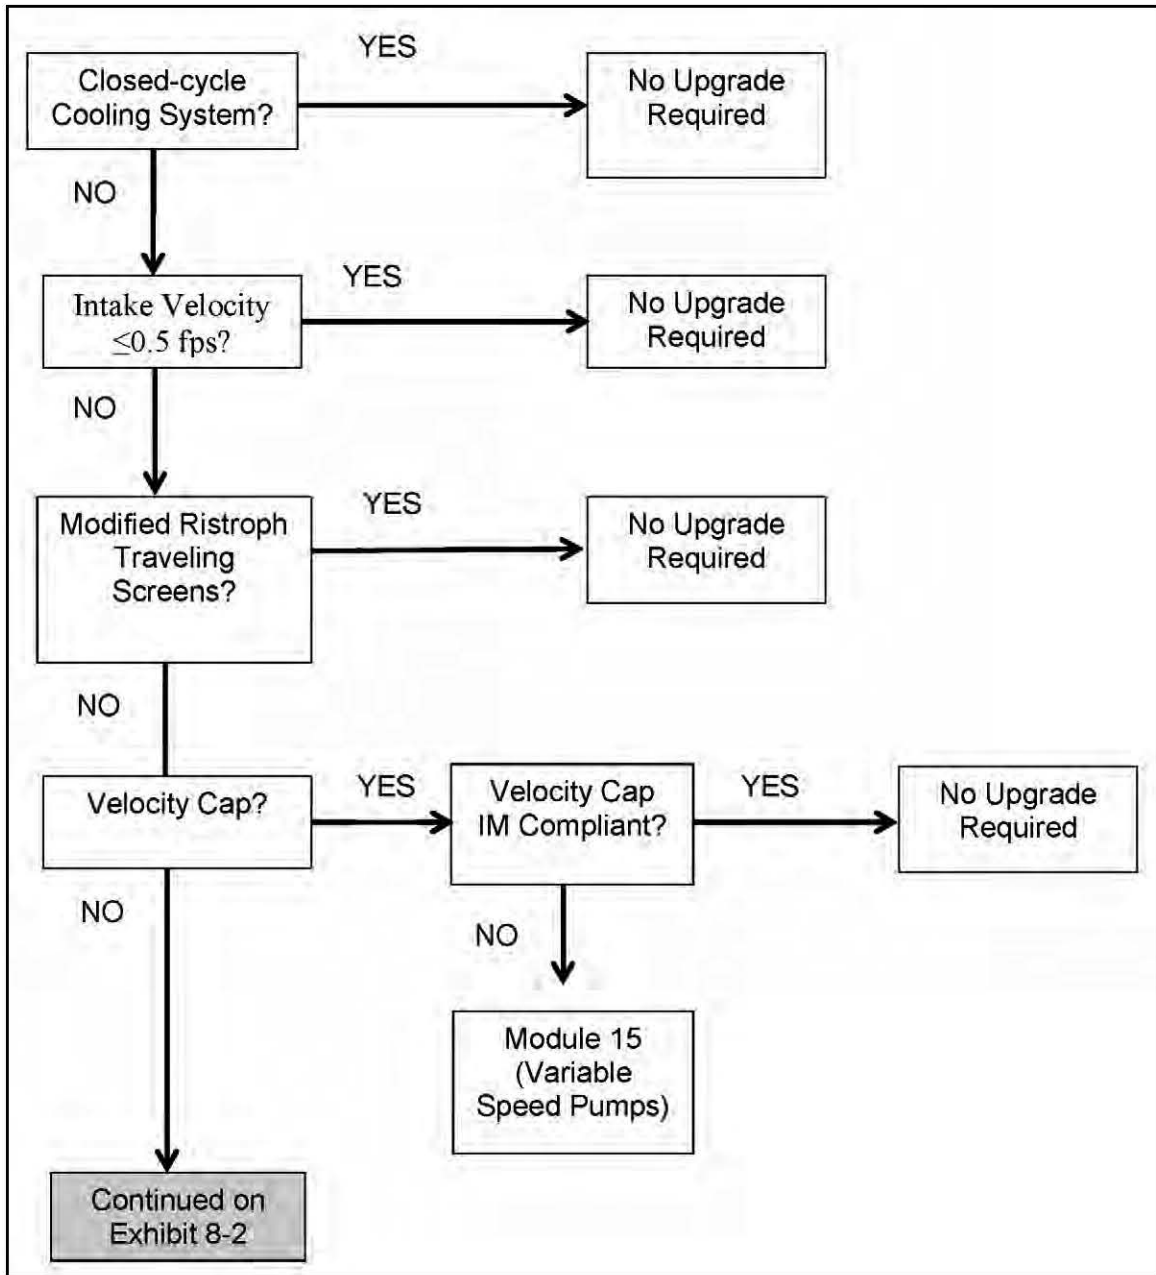 YES
Closed-cycle
Cooling System?
No Upgrade
Required
NO
YES
Intake Velocity
≤0.5 fps?
No Upgrade
Required
NO
YES
Modified Ristroph
Traveling
Screens?
No Upgrade
Required
NO
Velocity Cap?
YES
Velocity Cap
IM Compliant?
YES
No Upgrade
Required
NO
NO
Module 15
(Variable
Speed Pumps)
Continued on
Exhibit 8-2